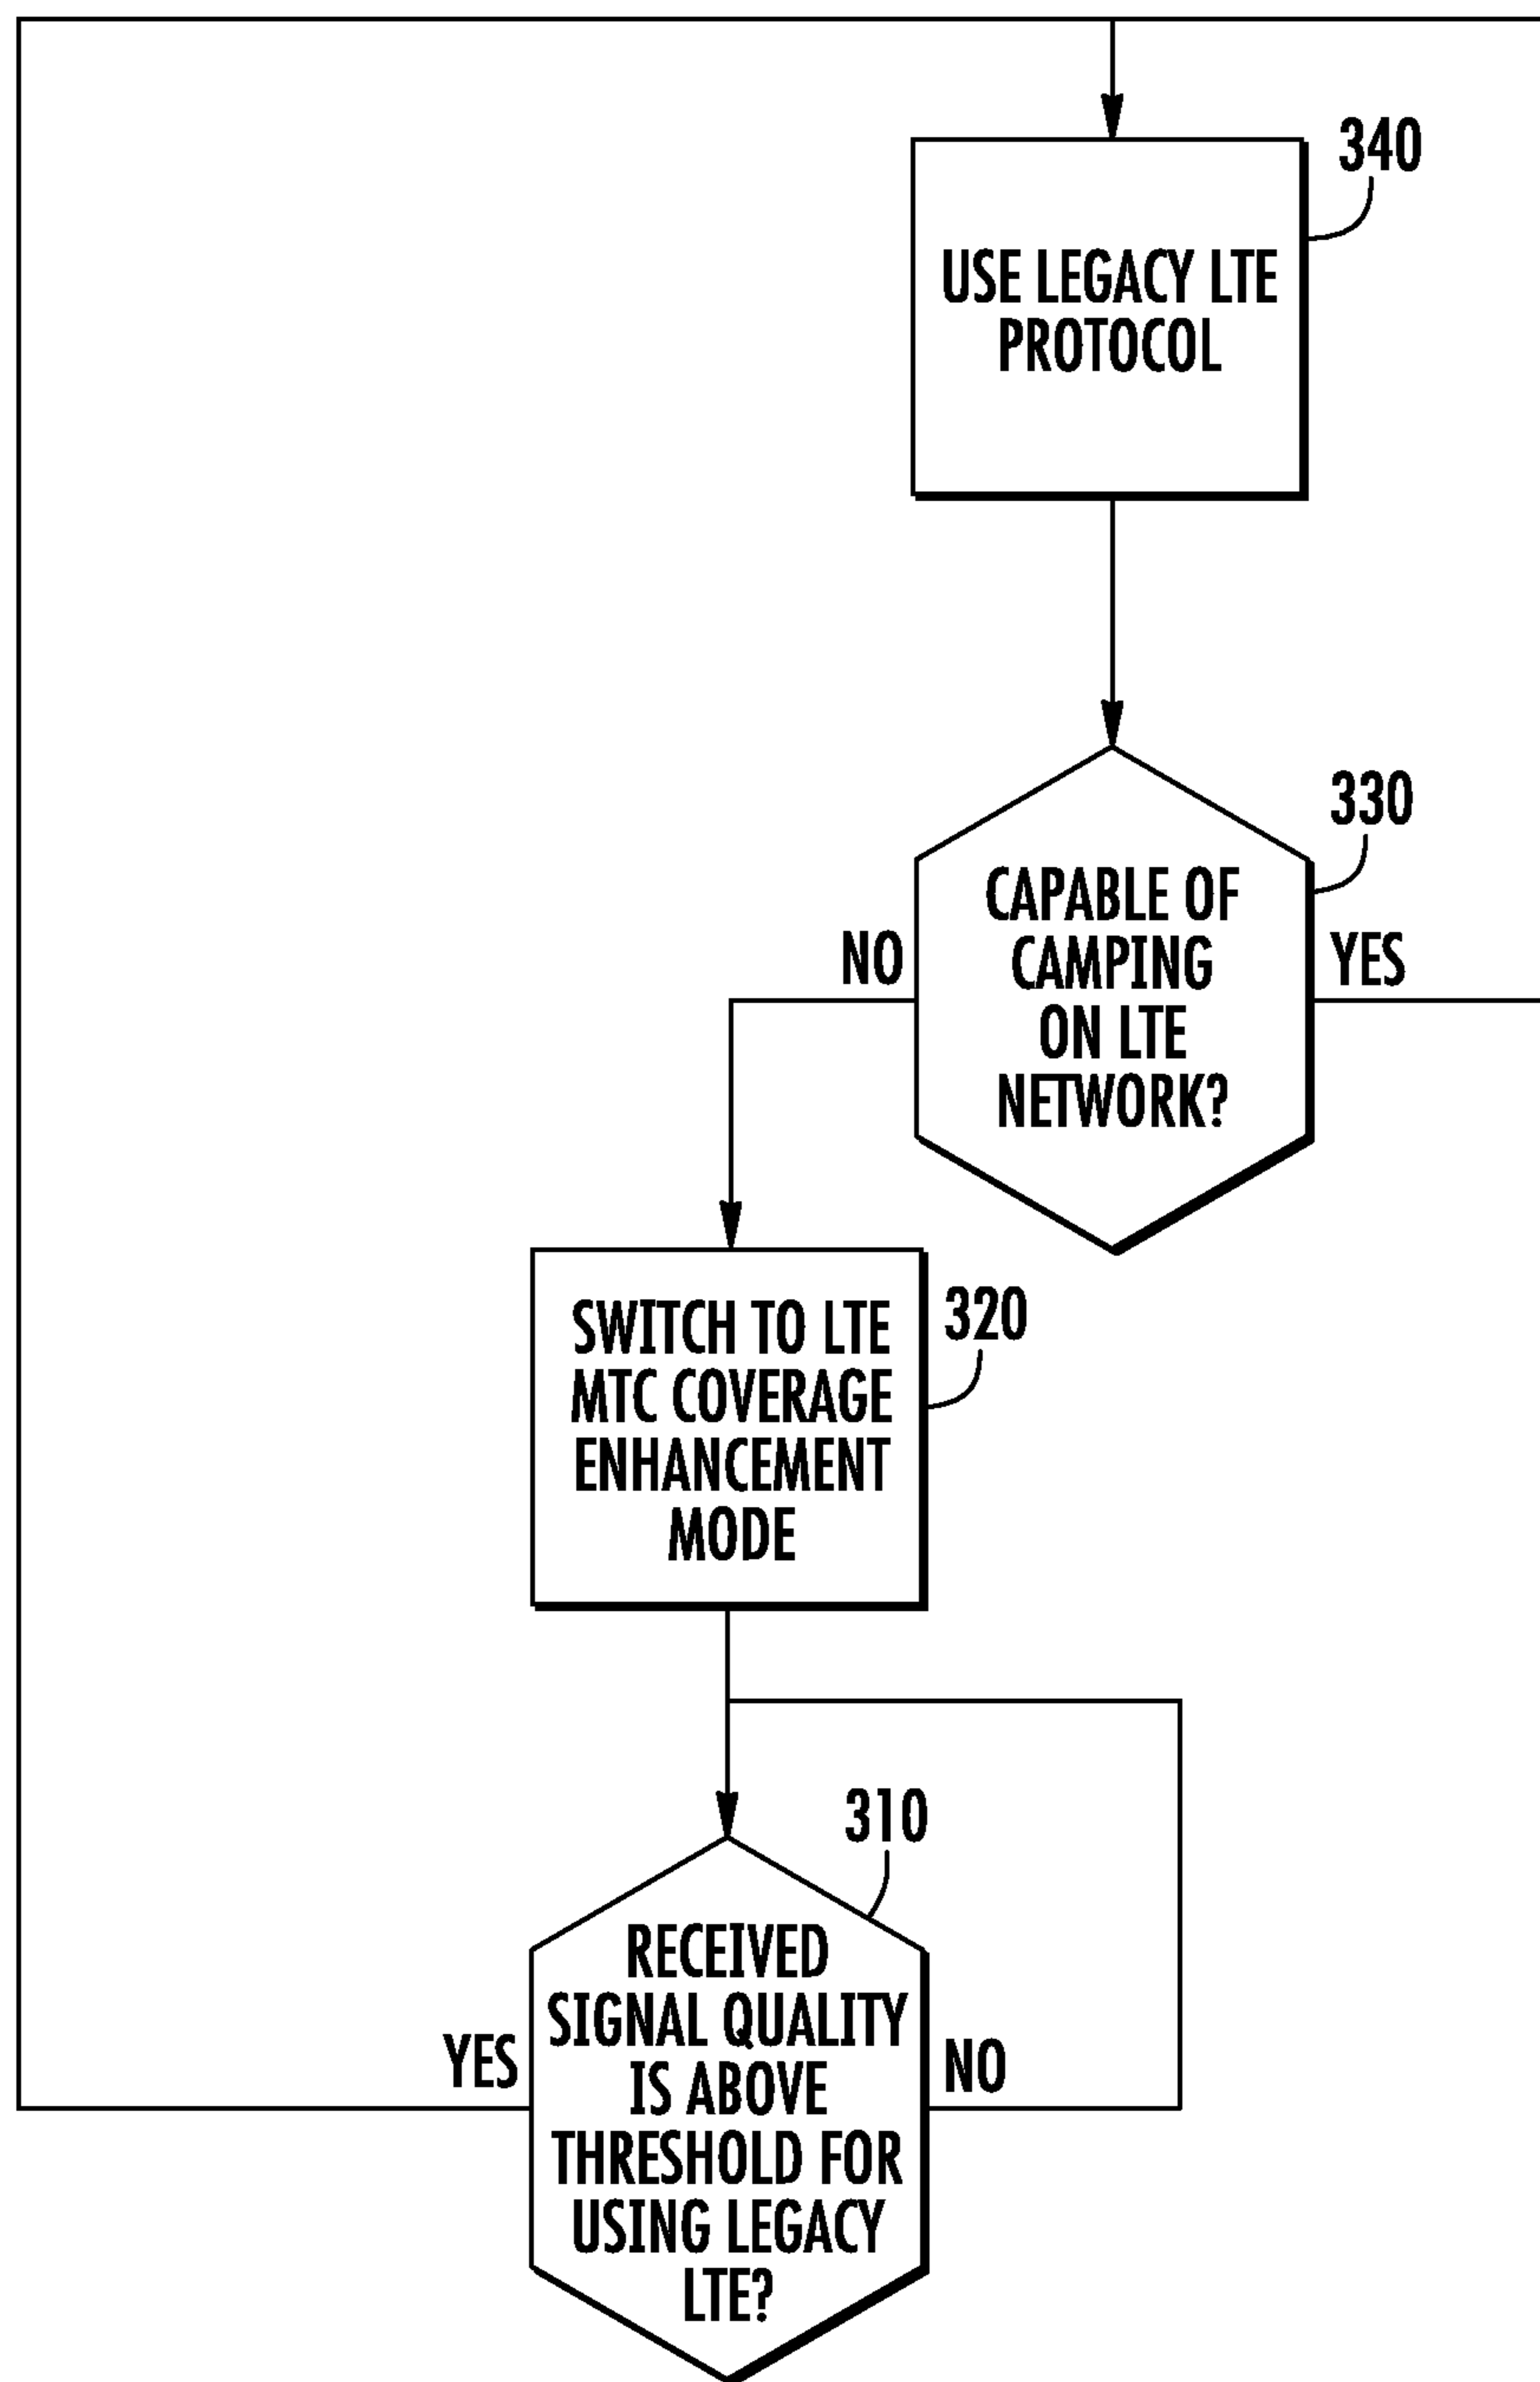 340
USE LEGACY LTE
PROTOCOL
330
CAPABLE OF
CAMPING
ON LTE
NETWORK?
NO
YES
SWITCH TO LTE
MTC COVERAGE
ENHANCEMENT
MODE
320
310
RECEIVED
SIGNAL QUALITY
IS ABOVE
THRESHOLD FOR
USING LEGACY
LTE?
YES
NO